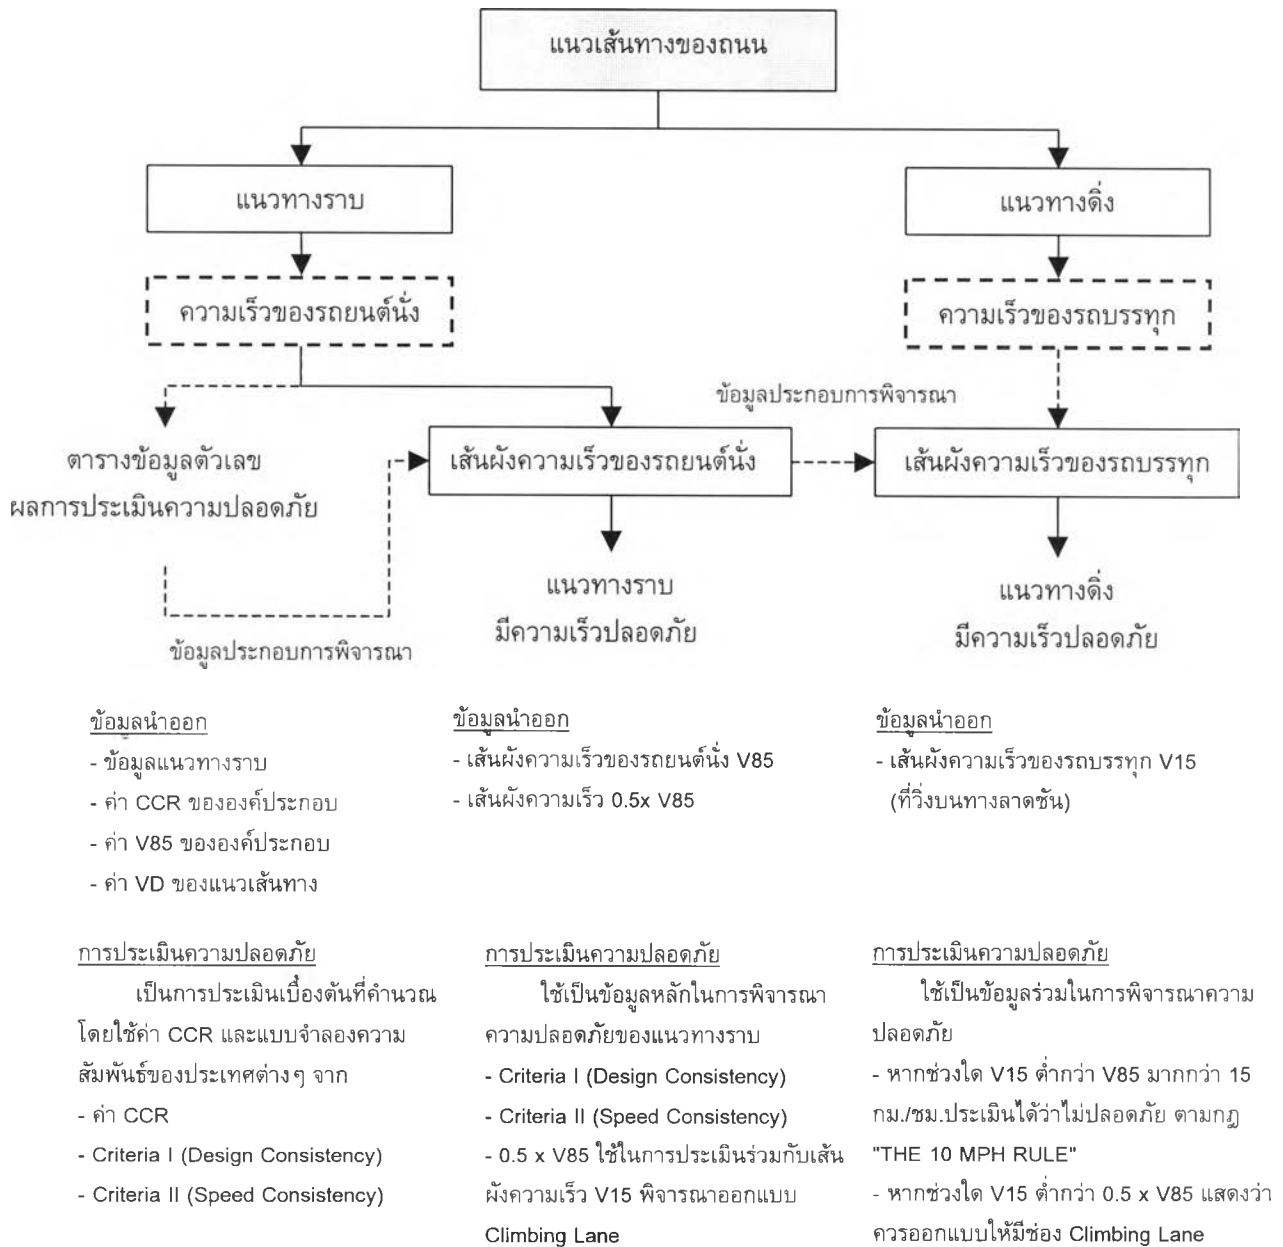 แนวเส้นทางของถนน
แนวทางราบ
แนวทางดิ่ง
ความเร็วของรถยนต์นั่ง
ความเร็วของรถบรรทุก
ข้อมูลประกอบการพิจารณา
ตารางข้อมูลตัวเลข
ผลการประเมินความปลอดภัย
เส้นผังความเร็วของรถยนต์นั่ง
เส้นผังความเร็วของรถบรรทุก
แนวทางราบ
มีความเร็วปลอดภัย
แนวทางดิ่ง
มีความเร็วปลอดภัย
ข้อมูลประกอบการพิจารณา
ข้อมูลนำออก
- ข้อมูลแนวทางราบ
- ค่า CCR ขององค์ประกอบ
- ค่า V85 ขององค์ประกอบ
- ค่า VD ของแนวเส้นทาง
ข้อมูลนำออก
- เส้นผังความเร็วของรถยนต์นั่ง V85
- เส้นผังความเร็ว 0.5x V85
ข้อมูลนำออก
- เส้นผังความเร็วของรถบรรทุก V15
(ที่วิ่งบนทางลาดชัน)
การประเมินความปลอดภัย
เป็นการประเมินเบื้องต้นที่คำนวณ
โดยใช้ค่า CCR และแบบจำลองความ
สัมพันธ์ของประเทศต่างๆ จาก
- ค่า CCR
- Criteria I (Design Consistency)
- Criteria II (Speed Consistency)
การประเมินความปลอดภัย
ใช้เป็นข้อมูลหลักในการพิจารณา
ความปลอดภัยของแนวทางราบ
- Criteria I (Design Consistency)
- Criteria II (Speed Consistency)
- 0.5 x V85 ใช้ในการประเมินร่วมกับเส้น
ผังความเร็ว V15 พิจารณาออกแบบ
Climbing Lane
การประเมินความปลอดภัย
ใช้เป็นข้อมูลร่วมในการพิจารณาความ
ปลอดภัย
- หากช่วงใด V15 ต่ำกว่า V85 มากกว่า 15
กม./ชม.ประเมินได้ว่าไม่ปลอดภัย ตามกฎ
"THE 10 MPH RULE"
- หากช่วงใด V15 ต่ำกว่า 0.5 x V85 แสดงว่า
ควรออกแบบให้มีช่อง Climbing Lane